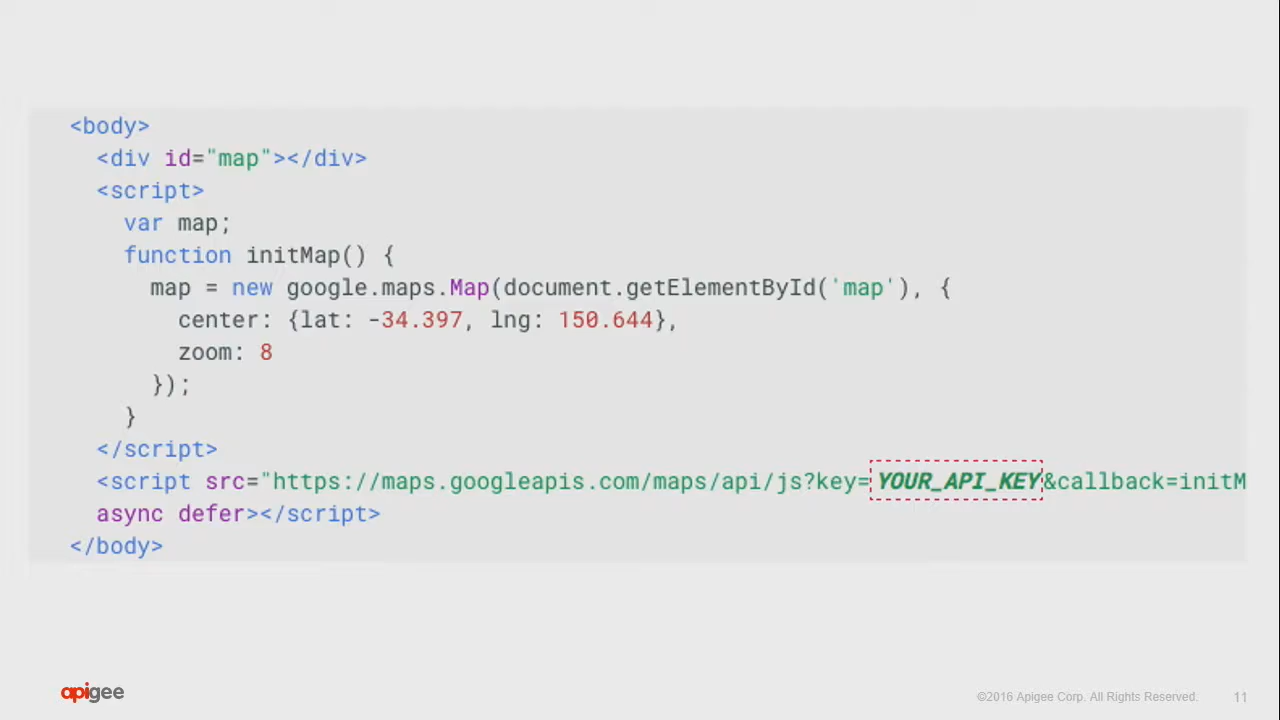 <body>
<div id="map"></div>
<script>
var map;
function initMap() {
map = new google.maps.Map(document.getElementById('map'), {
center: {lat: -34.397, lng: 150.644},
zoom: 8
});
}
</script>
<script src="https://maps.googleapis.com/maps/api/js?key=YOUR_API_KEY&callback=initM
async defer></script>
</body>
apigee
©2016 Apigee Corp. All Rights Reserved. 11